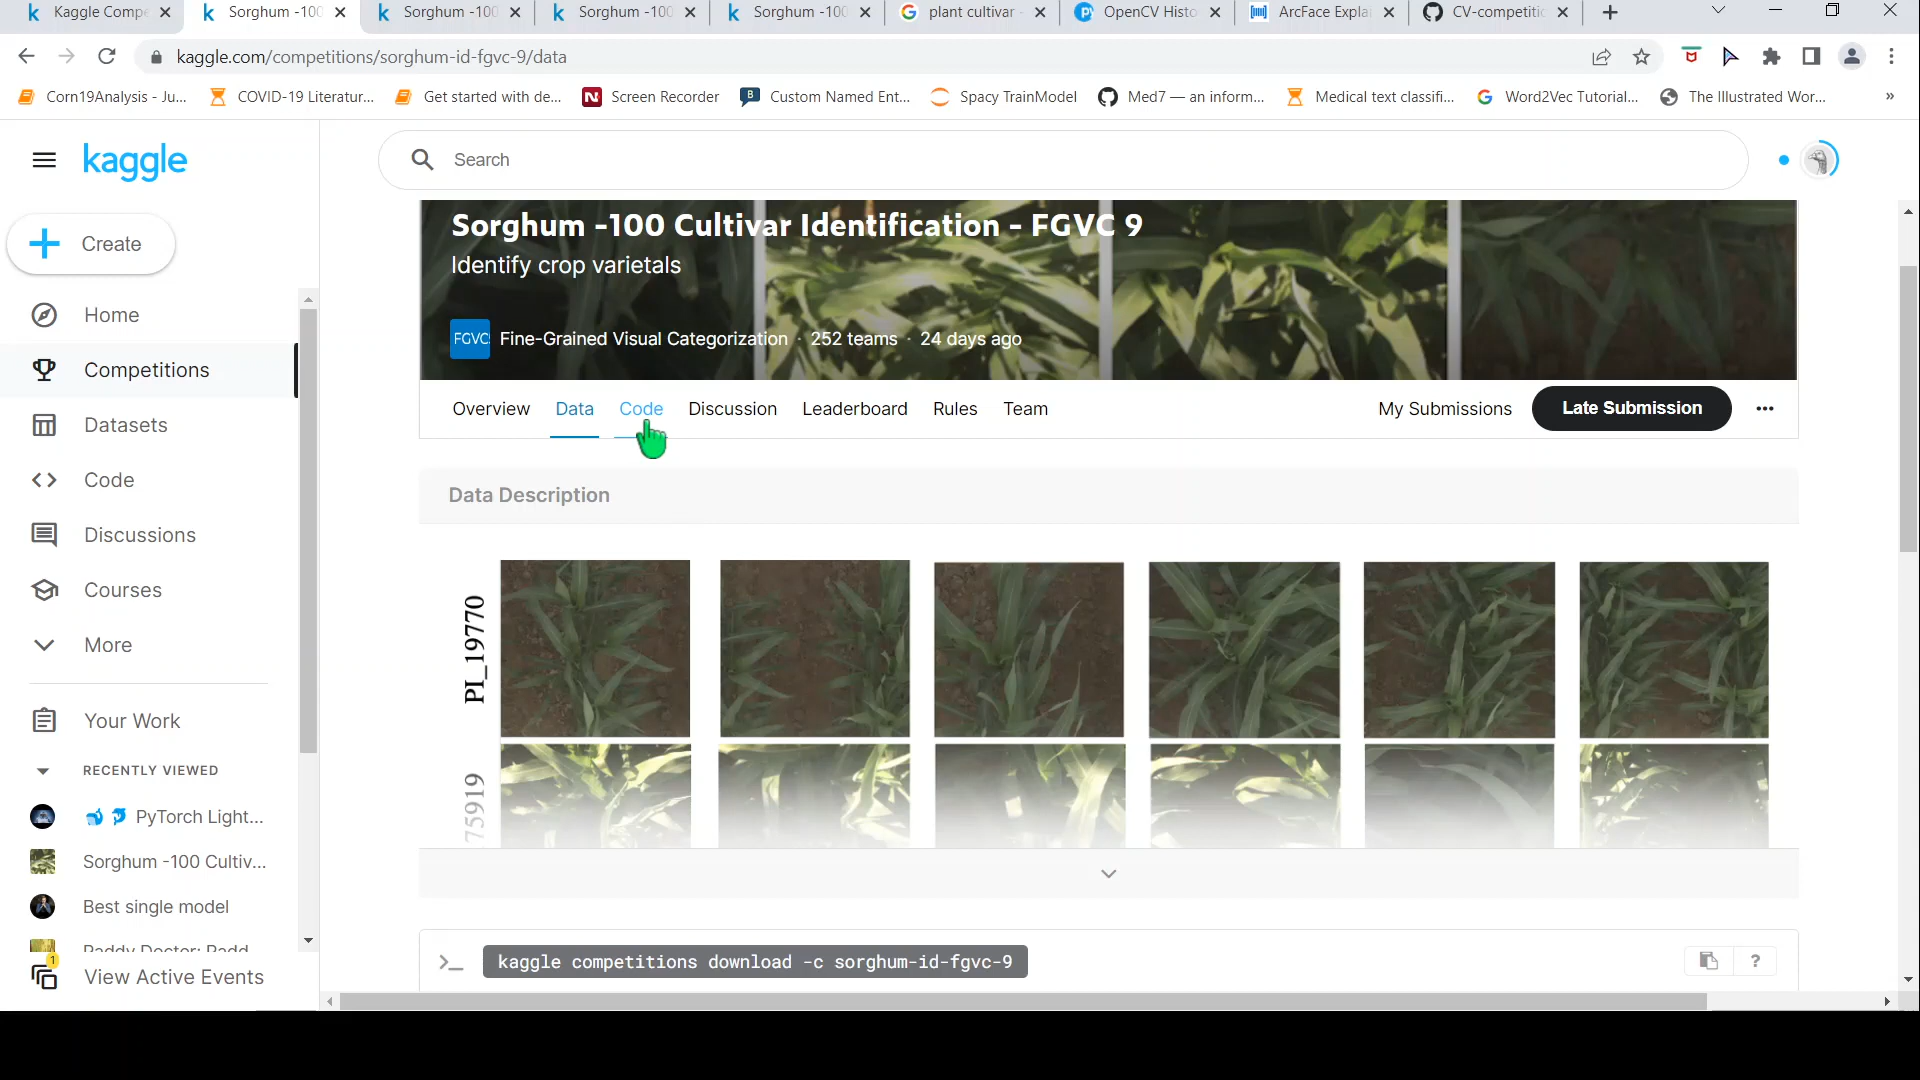 Kaggle Compe
Sorghum -100
Sorghum -100
Sorghum -100
Sorghum -100
plant cultivar -
OpenCV Histo
ArcFace Explai
CV-competitio
kaggle.com/competitions/sorghum-id-fgvc-9/data
Corn19Analysis - Ju...
COVID-19 Literatur...
Get started with de...
Screen Recorder
Custom Named Ent...
Spacy TrainModel
Med7 — an inform...
Medical text classifi...
Word2Vec Tutorial...
The Illustrated Wor...
»
kaggle
Search
Create
Home
Competitions
Datasets
Code
Discussions
Courses
More
Your Work
RECENTLY VIEWED
PyTorch Light...
Sorghum -100 Cultiv...
Best single model
1
View Active Events
Sorghum -100 Cultivar Identification - FGVC 9
Identify crop varietals
FGVC
Fine-Grained Visual Categorization · 252 teams · 24 days ago
Overview Data Code Discussion Leaderboard Rules Team
My Submissions Late Submission
Data Description
PI_19770
75919
>_ kaggle competitions download -c sorghum-id-fgvc-9 ?